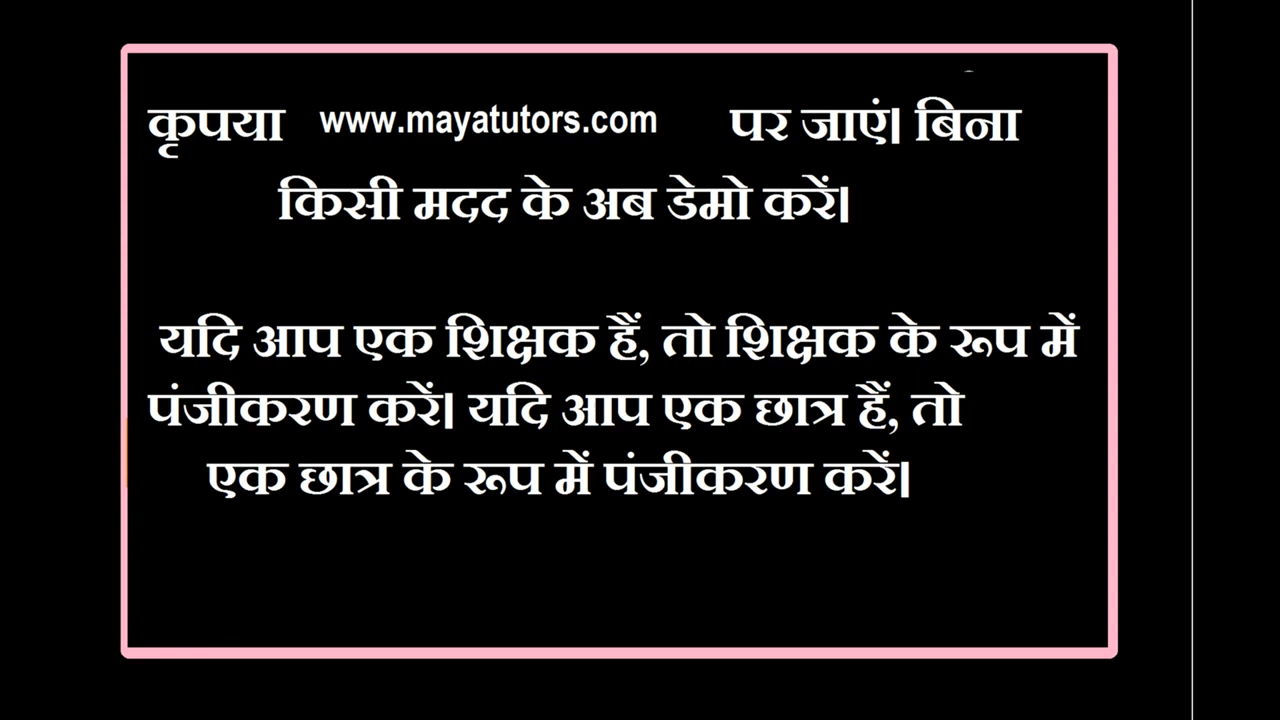 कृपया www.mayatutors.com पर जाएं। बिना
किसी मदद के अब डेमो करें।
यदि आप एक शिक्षक हैं, तो शिक्षक के रूप में
पंजीकरण करें। यदि आप एक छात्र हैं, तो
एक छात्र के रूप में पंजीकरण करें।